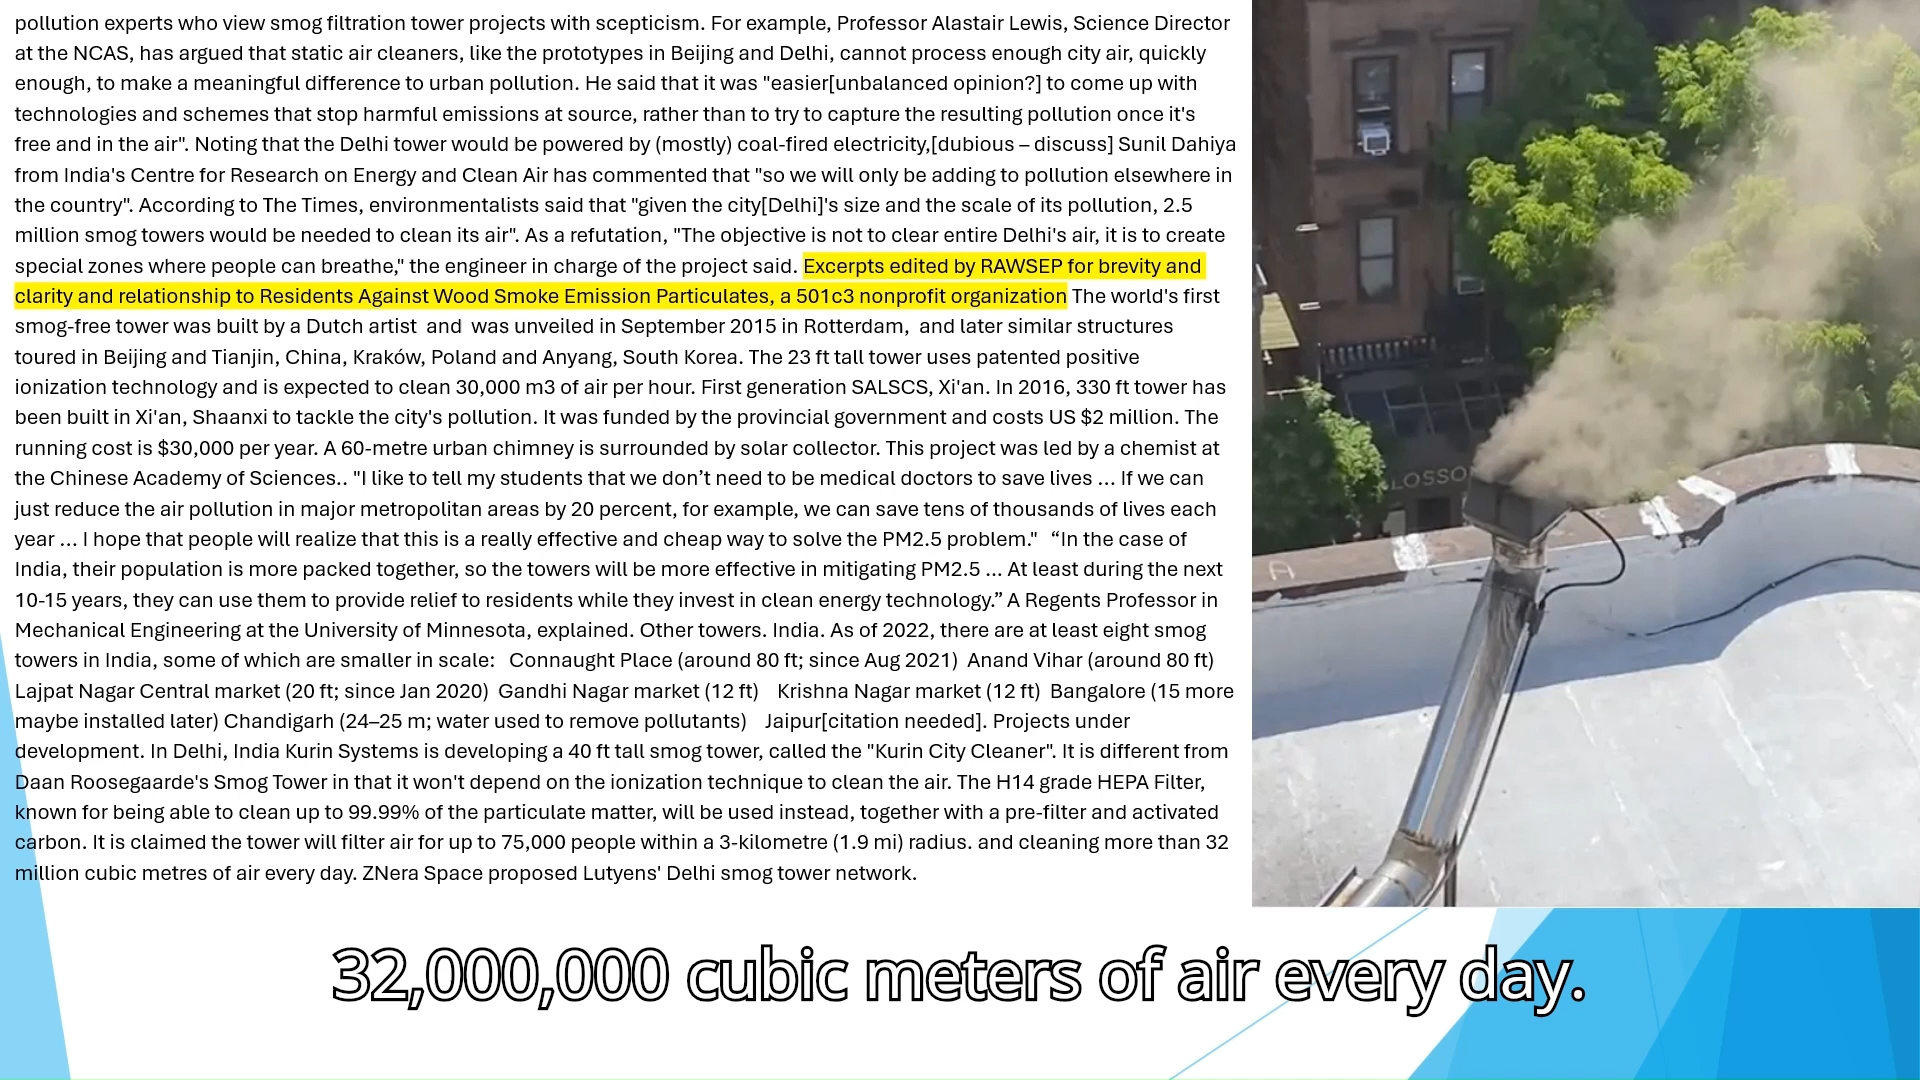 pollution experts who view smog filtration tower projects with scepticism. For example, Professor Alastair Lewis, Science Director
at the NCAS, has argued that static air cleaners, like the prototypes in Beijing and Delhi, cannot process enough city air, quickly
enough, to make a meaningful difference to urban pollution. He said that it was "easier[unbalanced opinion?] to come up with
technologies and schemes that stop harmful emissions at source, rather than to try to capture the resulting pollution once it's
free and in the air". Noting that the Delhi tower would be powered by (mostly) coal-fired electricity,[dubious – discuss] Sunil Dahiya
from India's Centre for Research on Energy and Clean Air has commented that "so we will only be adding to pollution elsewhere in
the country". According to The Times, environmentalists said that "given the city[Delhi]'s size and the scale of its pollution, 2.5
million smog towers would be needed to clean its air". As a refutation, "The objective is not to clear entire Delhi's air, it is to create
special zones where people can breathe," the engineer in charge of the project said. Excerpts edited by RAWSEP for brevity and
clarity and relationship to Residents Against Wood Smoke Emission Particulates, a 501c3 nonprofit organization The world's first
smog-free tower was built by a Dutch artist and was unveiled in September 2015 in Rotterdam, and later similar structures
toured in Beijing and Tianjin, China, Kraków, Poland and Anyang, South Korea. The 23 ft tall tower uses patented positive
ionization technology and is expected to clean 30,000 m3 of air per hour. First generation SALSCS, Xi'an. In 2016, 330 ft tower has
been built in Xi'an, Shaanxi to tackle the city's pollution. It was funded by the provincial government and costs US $2 million. The
running cost is $30,000 per year. A 60-metre urban chimney is surrounded by solar collector. This project was led by a chemist at
the Chinese Academy of Sciences.. "I like to tell my students that we don’t need to be medical doctors to save lives ... If we can
just reduce the air pollution in major metropolitan areas by 20 percent, for example, we can save tens of thousands of lives each
year ... I hope that people will realize that this is a really effective and cheap way to solve the PM2.5 problem." “In the case of
India, their population is more packed together, so the towers will be more effective in mitigating PM2.5 ... At least during the next
10-15 years, they can use them to provide relief to residents while they invest in clean energy technology.” A Regents Professor in
Mechanical Engineering at the University of Minnesota, explained. Other towers. India. As of 2022, there are at least eight smog
towers in India, some of which are smaller in scale: Connaught Place (around 80 ft; since Aug 2021) Anand Vihar (around 80 ft)
Lajpat Nagar Central market (20 ft; since Jan 2020) Gandhi Nagar market (12 ft) Krishna Nagar market (12 ft) Bangalore (15 more
maybe installed later) Chandigarh (24–25 m; water used to remove pollutants) Jaipur[citation needed]. Projects under
development. In Delhi, India Kurin Systems is developing a 40 ft tall smog tower, called the "Kurin City Cleaner". It is different from
Daan Roosegaarde's Smog Tower in that it won't depend on the ionization technique to clean the air. The H14 grade HEPA Filter,
known for being able to clean up to 99.99% of the particulate matter, will be used instead, together with a pre-filter and activated
carbon. It is claimed the tower will filter air for up to 75,000 people within a 3-kilometre (1.9 mi) radius. and cleaning more than 32
million cubic metres of air every day. ZNera Space proposed Lutyens' Delhi smog tower network.
32,000,000 cubic meters of air every day.